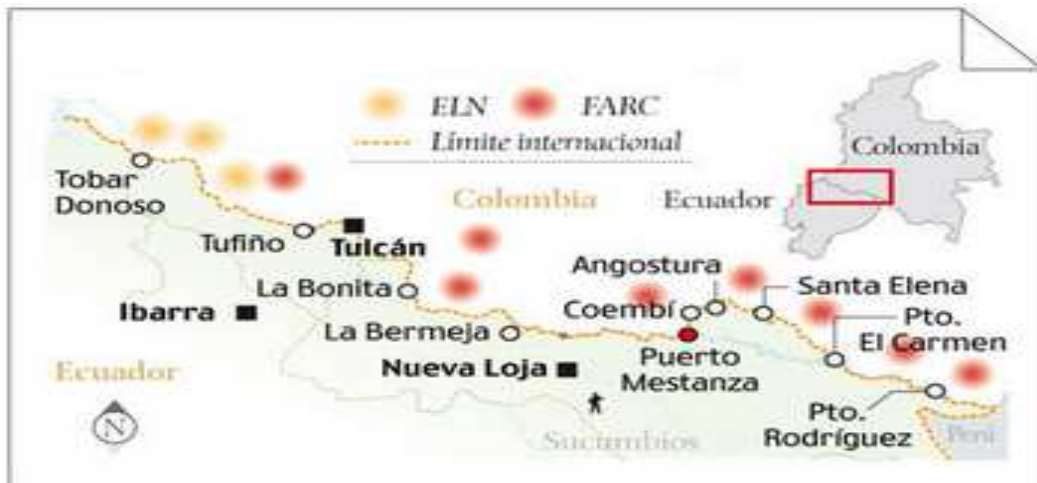 ELN FARC
Límite internacional
Colombia
Ecuador
Colombia
Tobar
Donoso
Tufiño
Tulcán
La Bonita
Ibarra
La Bermeja
Nueva Loja
Ecuador
Angostura
Coembí
Puerto
Mestanza
Santa Elena
Pto.
El Carmen
Pto.
Rodríguez
Sucumbíos
Perú
N